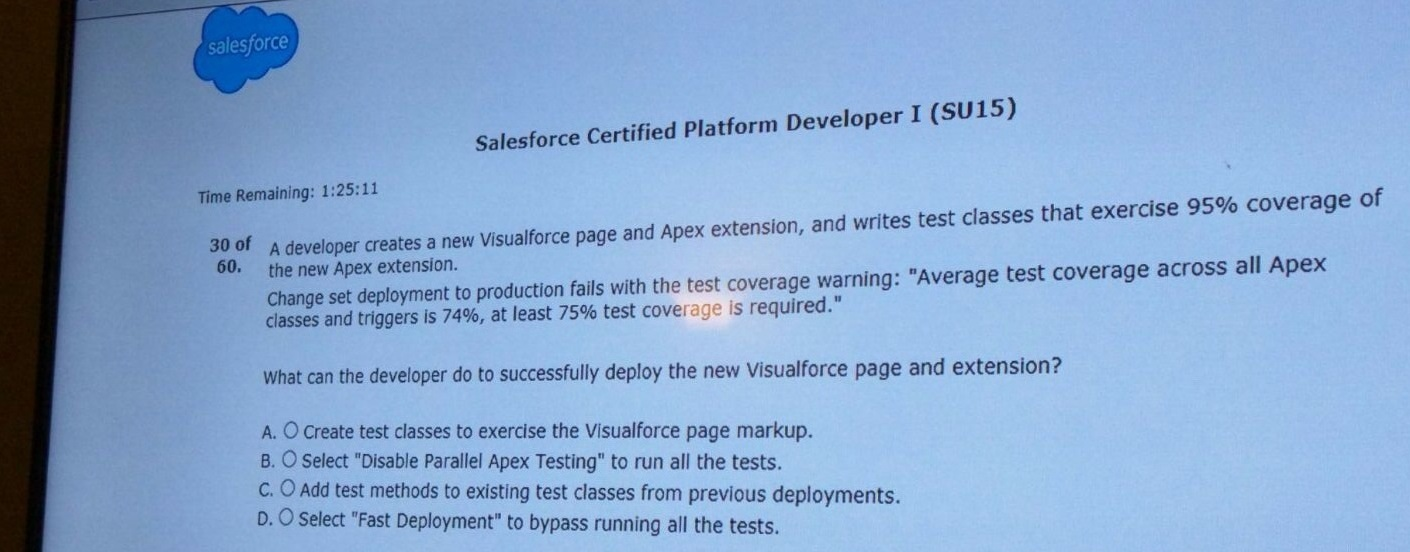 salesforce
Salesforce Certified Platform Developer I (SU15)
Time Remaining: 1:25:11
30 of A developer creates a new Visualforce page and Apex extension, and writes test classes that exercise 95% coverage of
60. the new Apex extension.
Change set deployment to production fails with the test coverage warning: "Average test coverage across all Apex
classes and triggers is 74%, at least 75% test coverage is required."
What can the developer do to successfully deploy the new Visualforce page and extension?
A. Create test classes to exercise the Visualforce page markup.
B. Select "Disable Parallel Apex Testing" to run all the tests.
C. Add test methods to existing test classes from previous deployments.
D. Select "Fast Deployment" to bypass running all the tests.